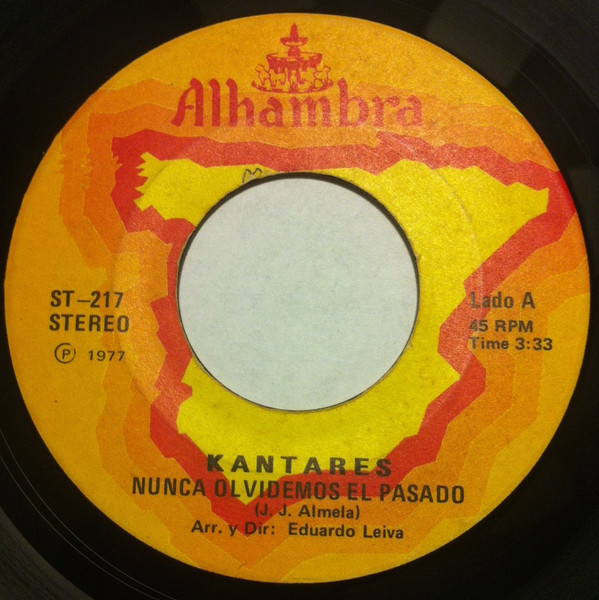 Alhambra
ST-217
STEREO
Ⓟ 1977
Lado A
45 RPM
Time 3:33
KANTARES
NUNCA OLVIDEMOS EL PASADO
(J. J. Almela)
Arr. y Dir: Eduardo Leiva